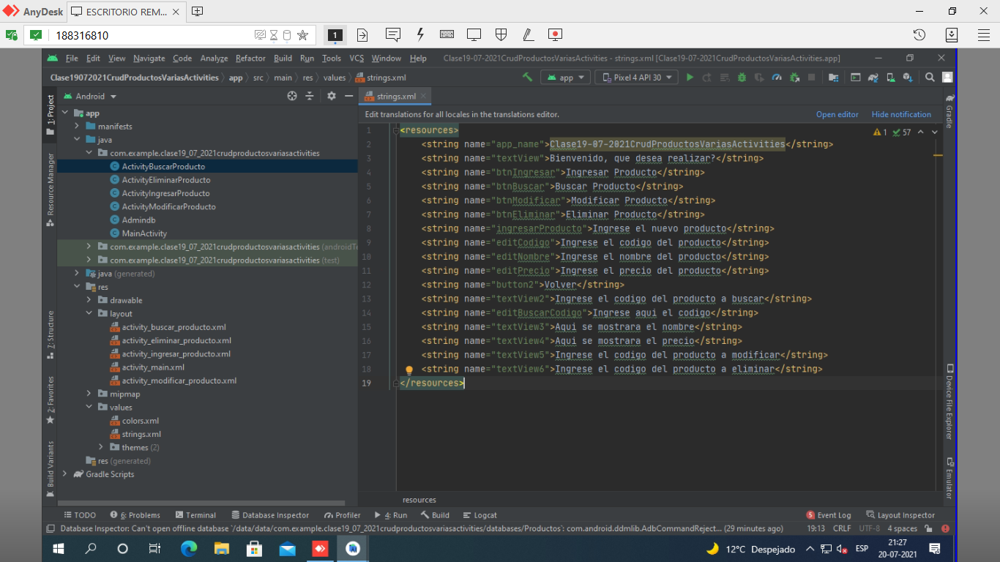 AnyDesk ESCRITORIO REM...
188316810 1
File Edit View Navigate Code Analyze Refactor Build Run Tools VCS Window Help Clase19-07-2021CrudProductosVariasActivities - strings.xml [Clase19-07-2021CrudProductosVariasActivities.app]
Clase19072021CrudProductosVariasActivities app src main res values strings.xml app Pixel 4 API 30
1: Project
Resource Manager
Z: Structure
2: Favorites
Build Variants
Android
app
manifests
java
com.example.clase19_07_2021crudproductosvariasactivities
ActivityBuscarProducto
ActivityEliminarProducto
ActivityIngresarProducto
ActivityModificarProducto
Admindb
MainActivity
com.example.clase19_07_2021crudproductosvariasactivities (androidTe
com.example.clase19_07_2021crudproductosvariasactivities (test)
java (generated)
res
drawable
layout
activity_buscar_producto.xml
activity_eliminar_producto.xml
activity_ingresar_producto.xml
activity_main.xml
activity_modificar_producto.xml
mipmap
values
colors.xml
strings.xml
themes (2)
res (generated)
Gradle Scripts
strings.xml
Edit translations for all locales in the translations editor. Open editor Hide notification
1 57
1 <resources>
2 <string name="app_name">Clase19-07-2021CrudProductosVariasActivities</string>
3 <string name="textView">Bienvenido, que desea realizar?</string>
4 <string name="btnIngresar">Ingresar Producto</string>
5 <string name="btnBuscar">Buscar Producto</string>
6 <string name="btnModificar">Modificar Producto</string>
7 <string name="btnEliminar">Eliminar Producto</string>
8 <string name="ingresarProducto">Ingrese el nuevo producto</string>
9 <string name="editCodigo">Ingrese el codigo del producto</string>
10 <string name="editNombre">Ingrese el nombre del producto</string>
11 <string name="editPrecio">Ingrese el precio del producto</string>
12 <string name="button2">Volver</string>
13 <string name="textView2">Ingrese el codigo del producto a buscar</string>
14 <string name="editBuscarCodigo">Ingrese aqui el codigo</string>
15 <string name="textView3">Aqui se mostrara el nombre</string>
16 <string name="textView4">Aqui se mostrara el precio</string>
17 <string name="textView5">Ingrese el codigo del producto a modificar</string>
18 <string name="textView6">Ingrese el codigo del producto a eliminar</string>
19 </resources>
resources
Gradle
Device File Explorer
Emulator
TODO 6: Problems Terminal Database Inspector Profiler 4: Run Build Logcat 5 Event Log Layout Inspector
Database Inspector: Can't open offline database '/data/data/com.example.clase19_07_2021crudproductosvariasactivities/databases/Productos': com.android.ddmlib.AdbCommandReject... (29 minutes ago) 19:13 CRLF UTF-8 4 spaces
12°C Despejado ESP 21:27
20-07-2021